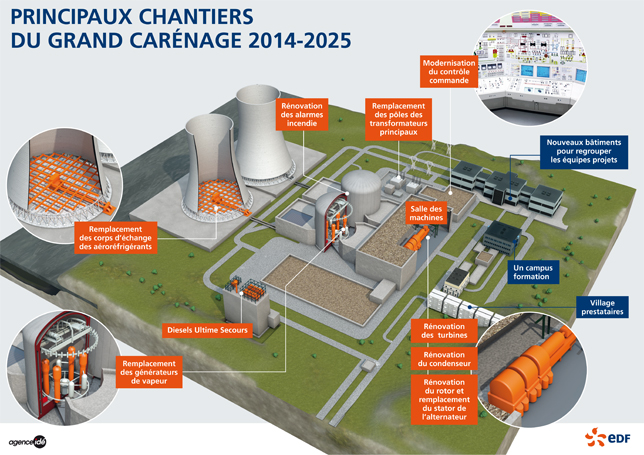 PRINCIPAUX CHANTIERS
DU GRAND CARÉNAGE 2014-2025
Modernisation
du contrôle
commande
Rénovation
des alarmes
incendie
Remplacement
des pôles des
transformateurs
principaux
Nouveaux bâtiments
pour regrouper
les équipes projets
Salle des
machines
Remplacement
des corps d'échange
des aéroréfrigérants
Un campus
formation
Village
prestataires
Diesels Ultime Secours
Rénovation
des turbines
Rénovation
du condenseur
Rénovation
du rotor et
remplacement
du stator de
l'alternateur
Remplacement
des générateurs
de vapeur
agence idé
EDF